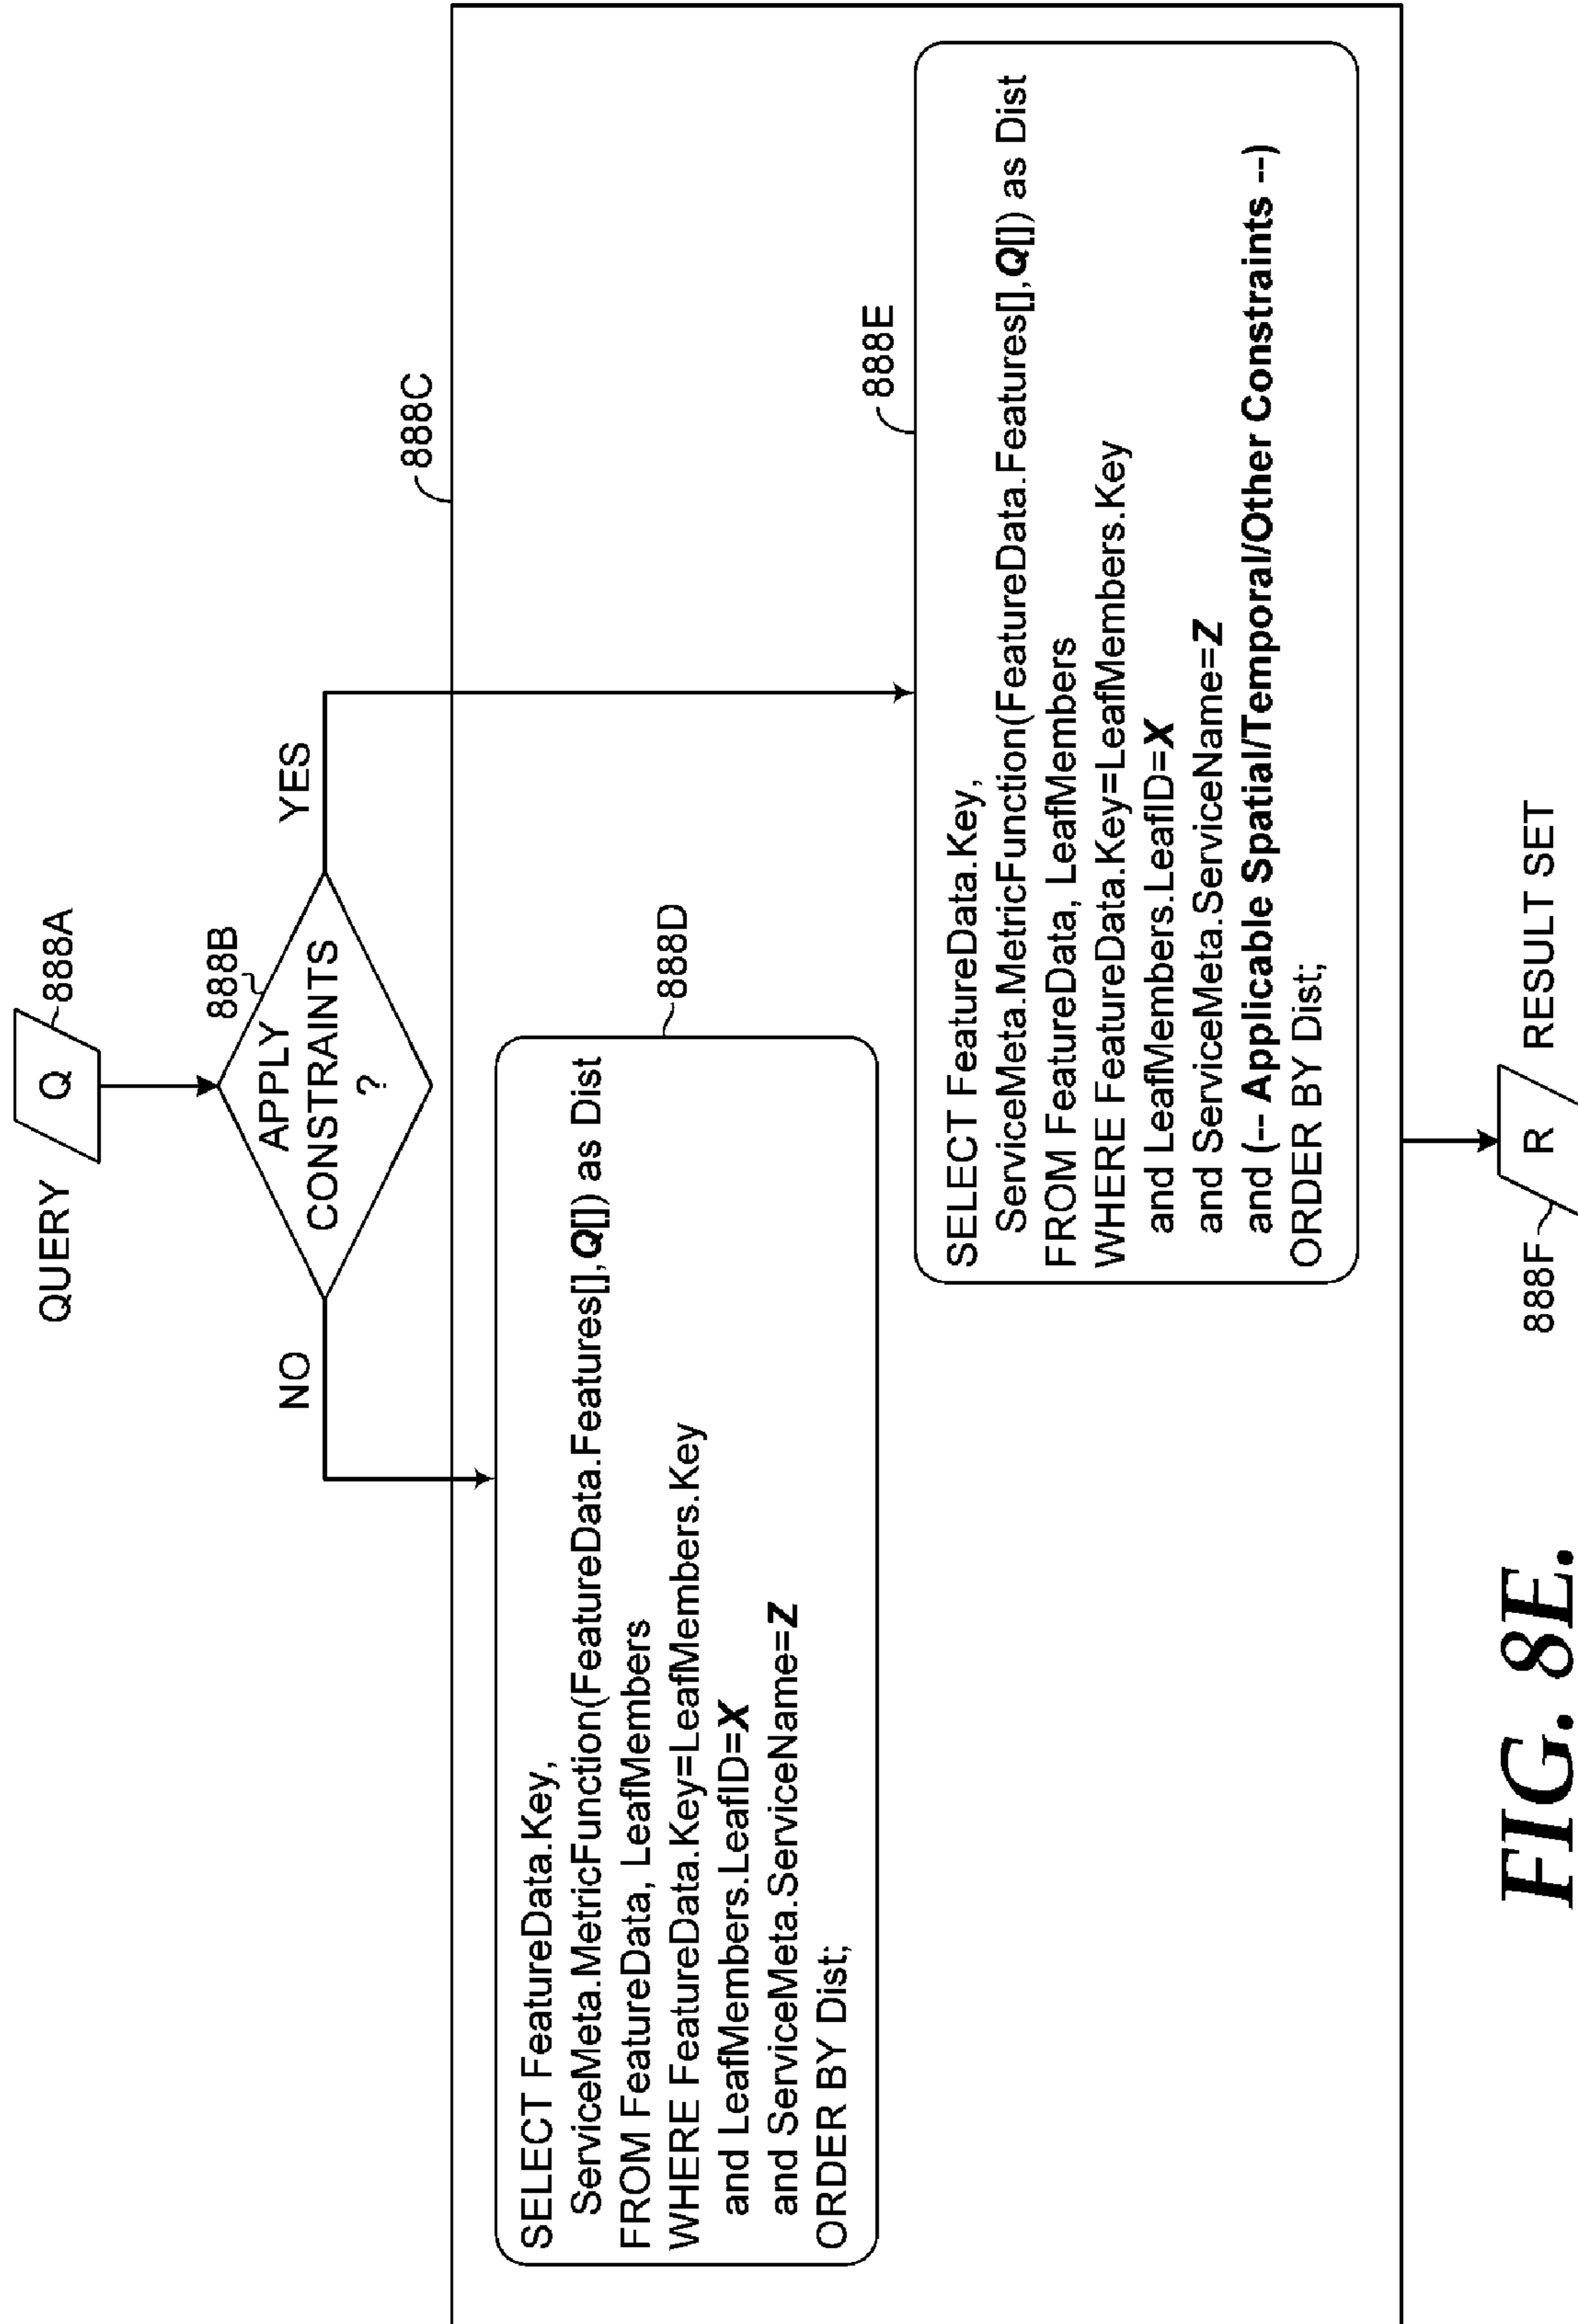 QUERY
Q
888A
888B
APPLY
CONSTRAINTS
?
NO
YES
888C
SELECT FeatureData.Key,
ServiceMeta.MetricFunction(FeatureData.Features[],Q[]) as Dist
FROM FeatureData, LeafMembers
WHERE FeatureData.Key=LeafMembers.Key
and LeafMembers.LeafID=X
and ServiceMeta.ServiceName=Z
ORDER BY Dist;
888D
888E
SELECT FeatureData.Key,
ServiceMeta.MetricFunction(FeatureData.Features[],Q[]) as Dist
FROM FeatureData, LeafMembers
WHERE FeatureData.Key=LeafMembers.Key
and LeafMembers.LeafID=X
and ServiceMeta.ServiceName=Z
and (-- Applicable Spatial/Temporal/Other Constraints --)
ORDER BY Dist;
888F
R
RESULT SET
FIG. 8E.